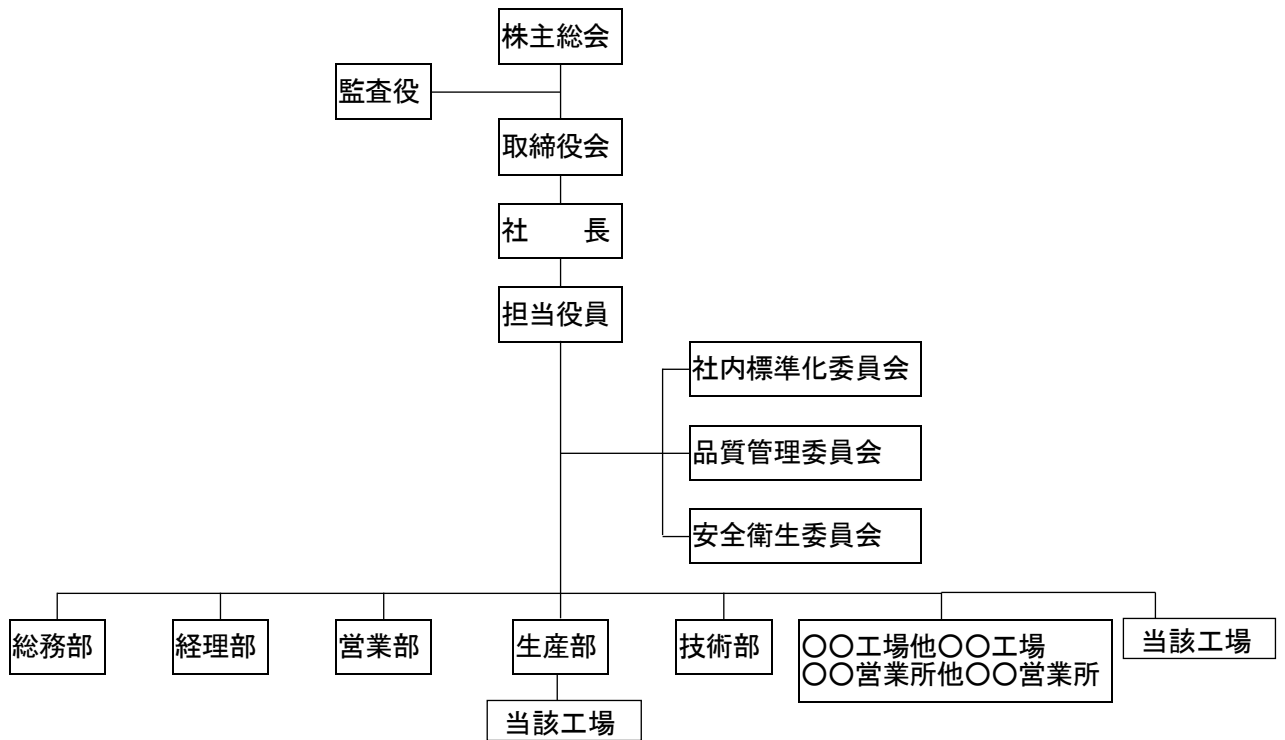 株主総会
監査役
取締役会
社　　長
担当役員
社内標準化委員会
品質管理委員会
安全衛生委員会
総務部
経理部
営業部
生産部
技術部
〇〇工場他〇〇工場
〇〇営業所他〇〇営業所
当該工場
当該工場